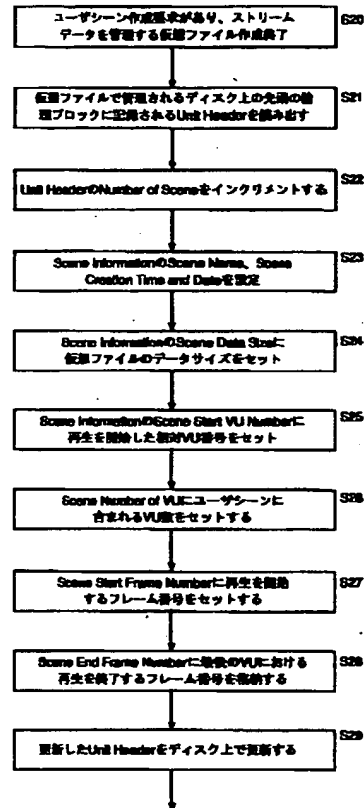 ユーザシーン作成要求があり、ストリーム
データを管理する仮想ファイル作成終了
S20
仮想ファイルで管理されるディスク上の先頭の論
理ブロックに記録されるUnit Headerを読み出す
S21
Unit HeaderのNumber of Sceneをインクリメントする
S22
Scene InformationのScene Name、Scene
Creation Time and Dateを設定
S23
Scene InformationのScene Data Sizeに
仮想ファイルのデータサイズをセット
S24
Scene InformationのScene Start VU Numberに
再生を開始した相対VU番号をセット
S25
Scene Number of VUにユーザシーンに
含まれるVU数をセットする
S26
Scene Start Frame Numberに再生を開始
するフレーム番号をセットする
S27
Scene End Frame Numberに最後のVUにおける
再生を終了するフレーム番号を格納する
S28
更新したUnit Headerをディスク上で更新する
S29